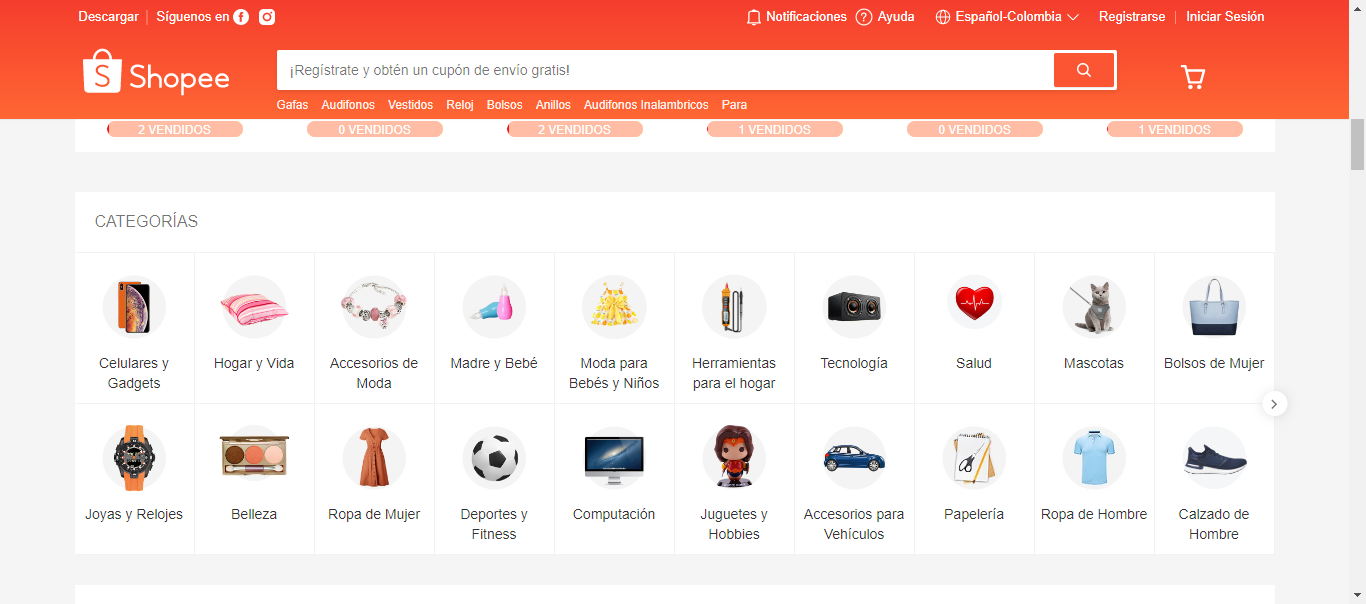 Descargar
Síguenos en
Notificaciones
Ayuda
Español-Colombia
Registrarse
Iniciar Sesión
Shopee
¡Regístrate y obtén un cupón de envío gratis!
Gafas Audifonos Vestidos Reloj Bolsos Anillos Audifonos Inalambricos Para
2 VENDIDOS
0 VENDIDOS
2 VENDIDOS
1 VENDIDOS
0 VENDIDOS
1 VENDIDOS
CATEGORÍAS
Celulares y
Gadgets
Hogar y Vida
Accesorios de
Moda
Madre y Bebé
Moda para
Bebés y Niños
Herramientas
para el hogar
Tecnología
Salud
Mascotas
Bolsos de Mujer
Joyas y Relojes
Belleza
Ropa de Mujer
Deportes y
Fitness
Computación
Juguetes y
Hobbies
Accesorios para
Vehículos
Papelería
Ropa de Hombre
Calzado de
Hombre